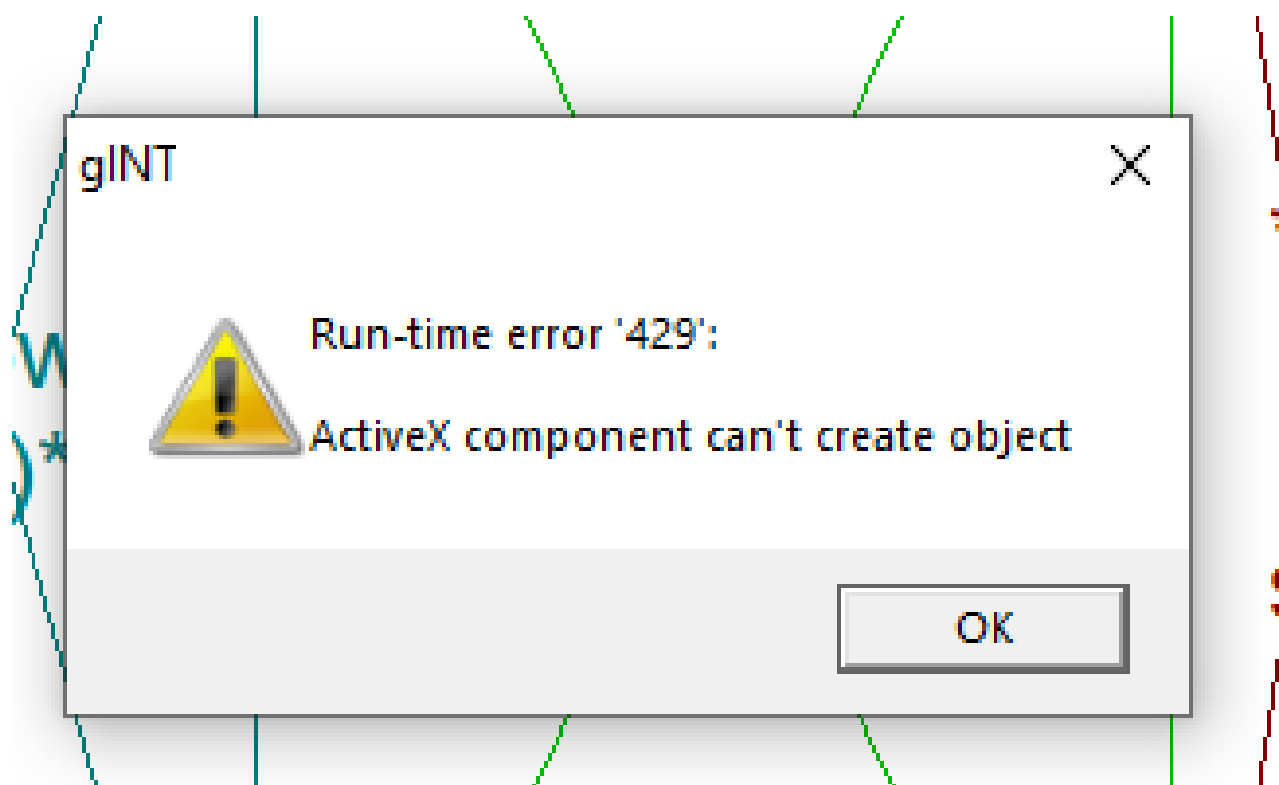 gINT
Run-time error '429':
ActiveX component can't create object
W
)*
OK